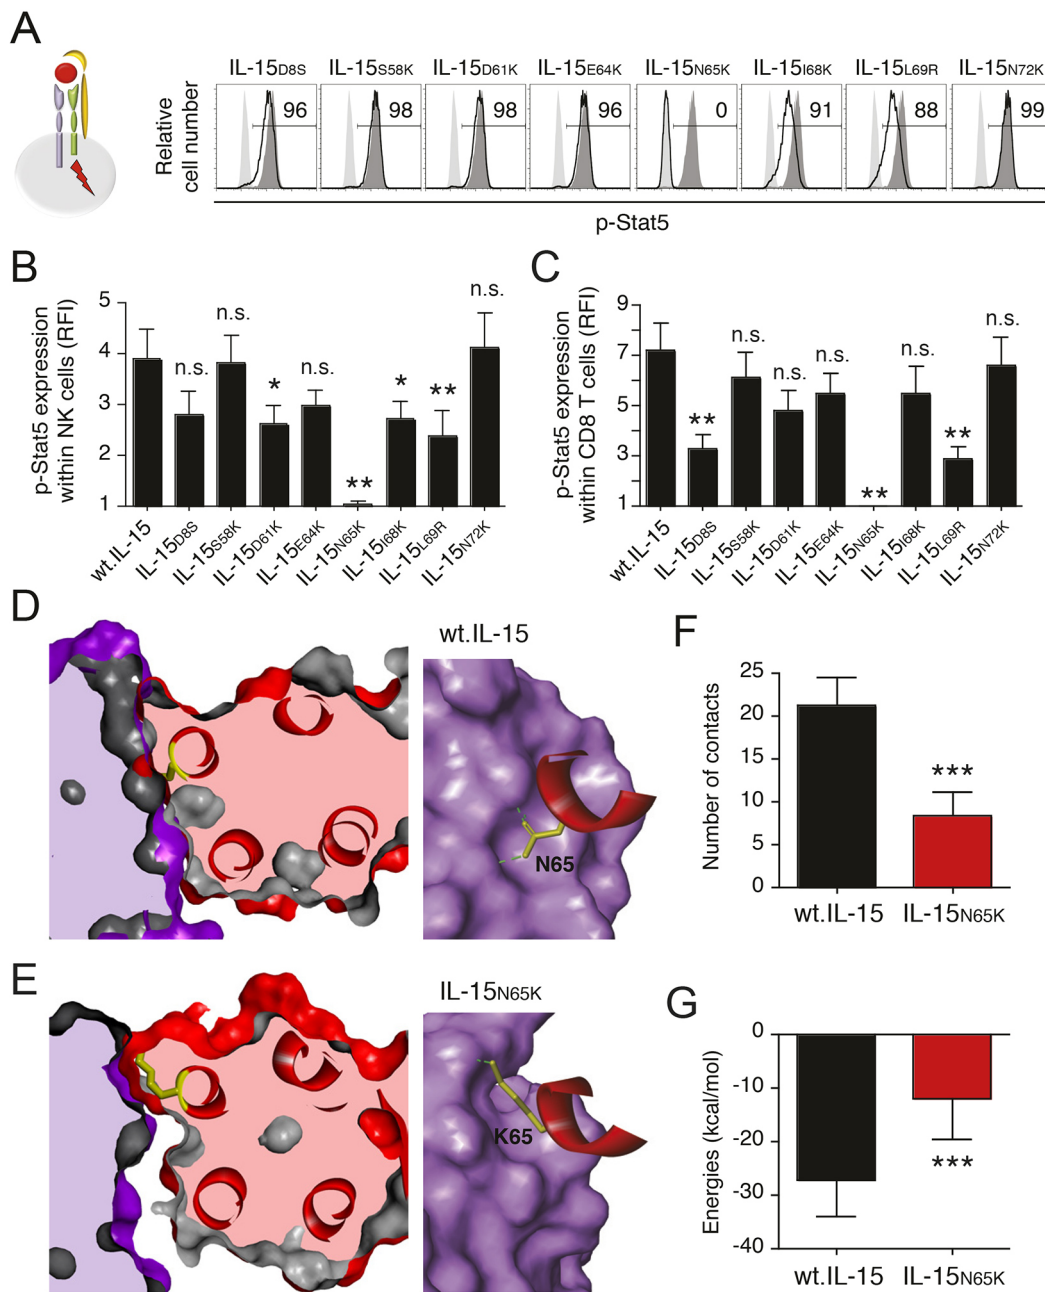 A
IL-15D8S IL-15S58K IL-15D61K IL-15E64K IL-15N65K IL-15I68K IL-15L69R IL-15N72K
Relative
cell number
96 98 98 96 0 91 88 99
p-Stat5
B
p-Stat5 expression
within NK cells (RFI)
5
4
3
2
1
n.s. n.s. * n.s. ** * ** n.s.
wt.IL-15 IL-15D8S IL-15S58K IL-15D61K IL-15E64K IL-15N65K IL-15I68K IL-15L69R IL-15N72K
C
p-Stat5 expression
within CD8 T cells (RFI)
9
7
5
3
1
** n.s. n.s. n.s. ** n.s. ** n.s.
wt.IL-15 IL-15D8S IL-15S58K IL-15D61K IL-15E64K IL-15N65K IL-15I68K IL-15L69R IL-15N72K
D
wt.IL-15
N65
E
IL-15N65K
K65
F
Number of contacts
25
20
15
10
5
0
***
wt.IL-15 IL-15N65K
G
Energies (kcal/mol)
0
-10
-20
-30
-40
***
wt.IL-15 IL-15N65K